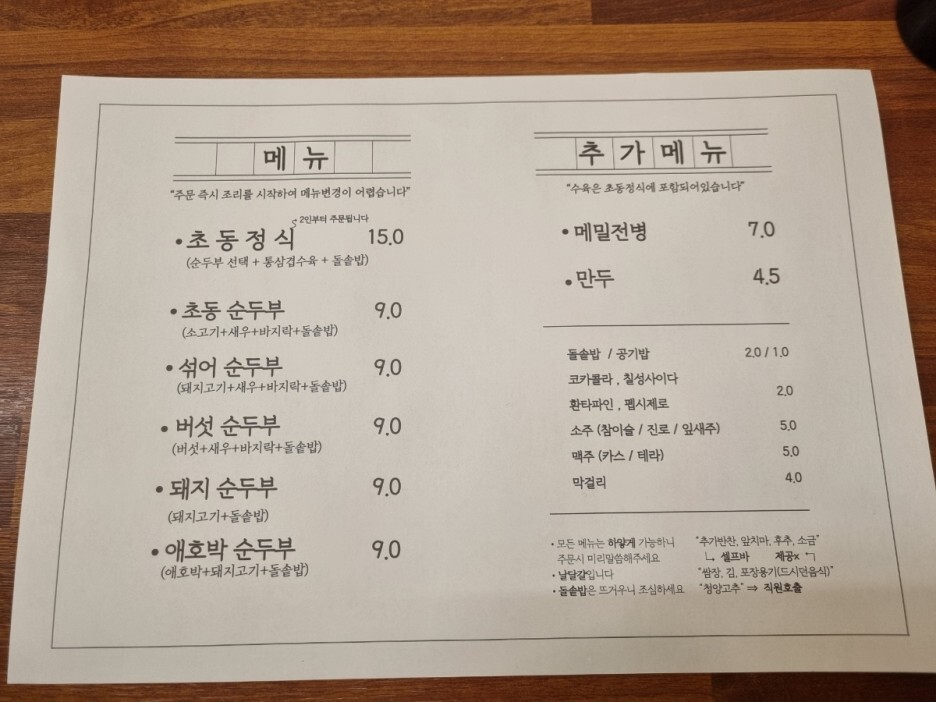 메뉴
"주문 즉시 조리를 시작하여 메뉴변경이 어렵습니다"
2인부터 주문됩니다
• 초동정식 15.0
(순두부 선택 + 통삼겹수육 + 돌솥밥)
• 초동 순두부 9.0
(소고기+새우+바지락+돌솥밥)
• 섞어 순두부 9.0
(돼지고기+새우+바지락+돌솥밥)
• 버섯 순두부 9.0
(버섯+새우+바지락+돌솥밥)
• 돼지 순두부 9.0
(돼지고기+돌솥밥)
• 애호박 순두부 9.0
(애호박+돼지고기+돌솥밥)
추가메뉴
"수육은 초동정식에 포함되어있습니다"
• 메밀전병 7.0
• 만두 4.5
돌솥밥 / 공기밥 2.0 / 1.0
코카콜라 , 칠성사이다
환타파인 , 펩시제로 2.0
소주 (참이슬 / 진로 / 잎새주) 5.0
맥주 (카스 / 테라) 5.0
막걸리 4.0
• 모든 메뉴는 하얗게 가능하니
주문시 미리말씀해주세요
• 날달걀입니다
• 돌솥밥은 뜨거우니 조심하세요
"추가반찬, 앞치마, 후추, 소금"
ㄴ 셀프바 제공x ㄱ
"쌈장, 김, 포장용기(드시던음식)"
"청양고추" ⇒ 직원호출